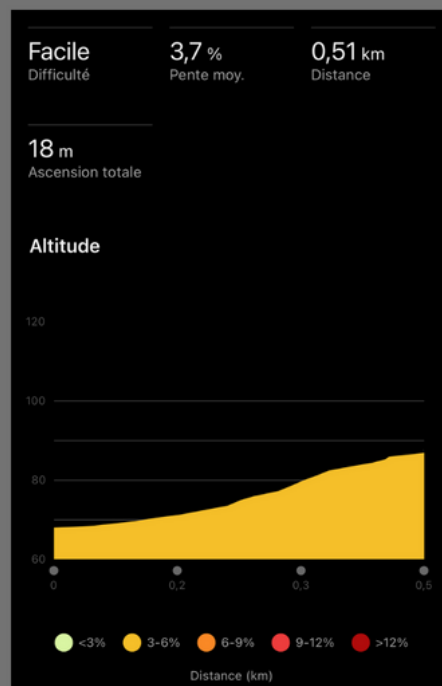 Facile 3,7 % 0,51 km
Difficulté Pente moy. Distance
18 m
Ascension totale
Altitude
120
100
80
60
0 0,2 0,3 0,5
<3% 3-6% 6-9% 9-12% >12%
Distance (km)